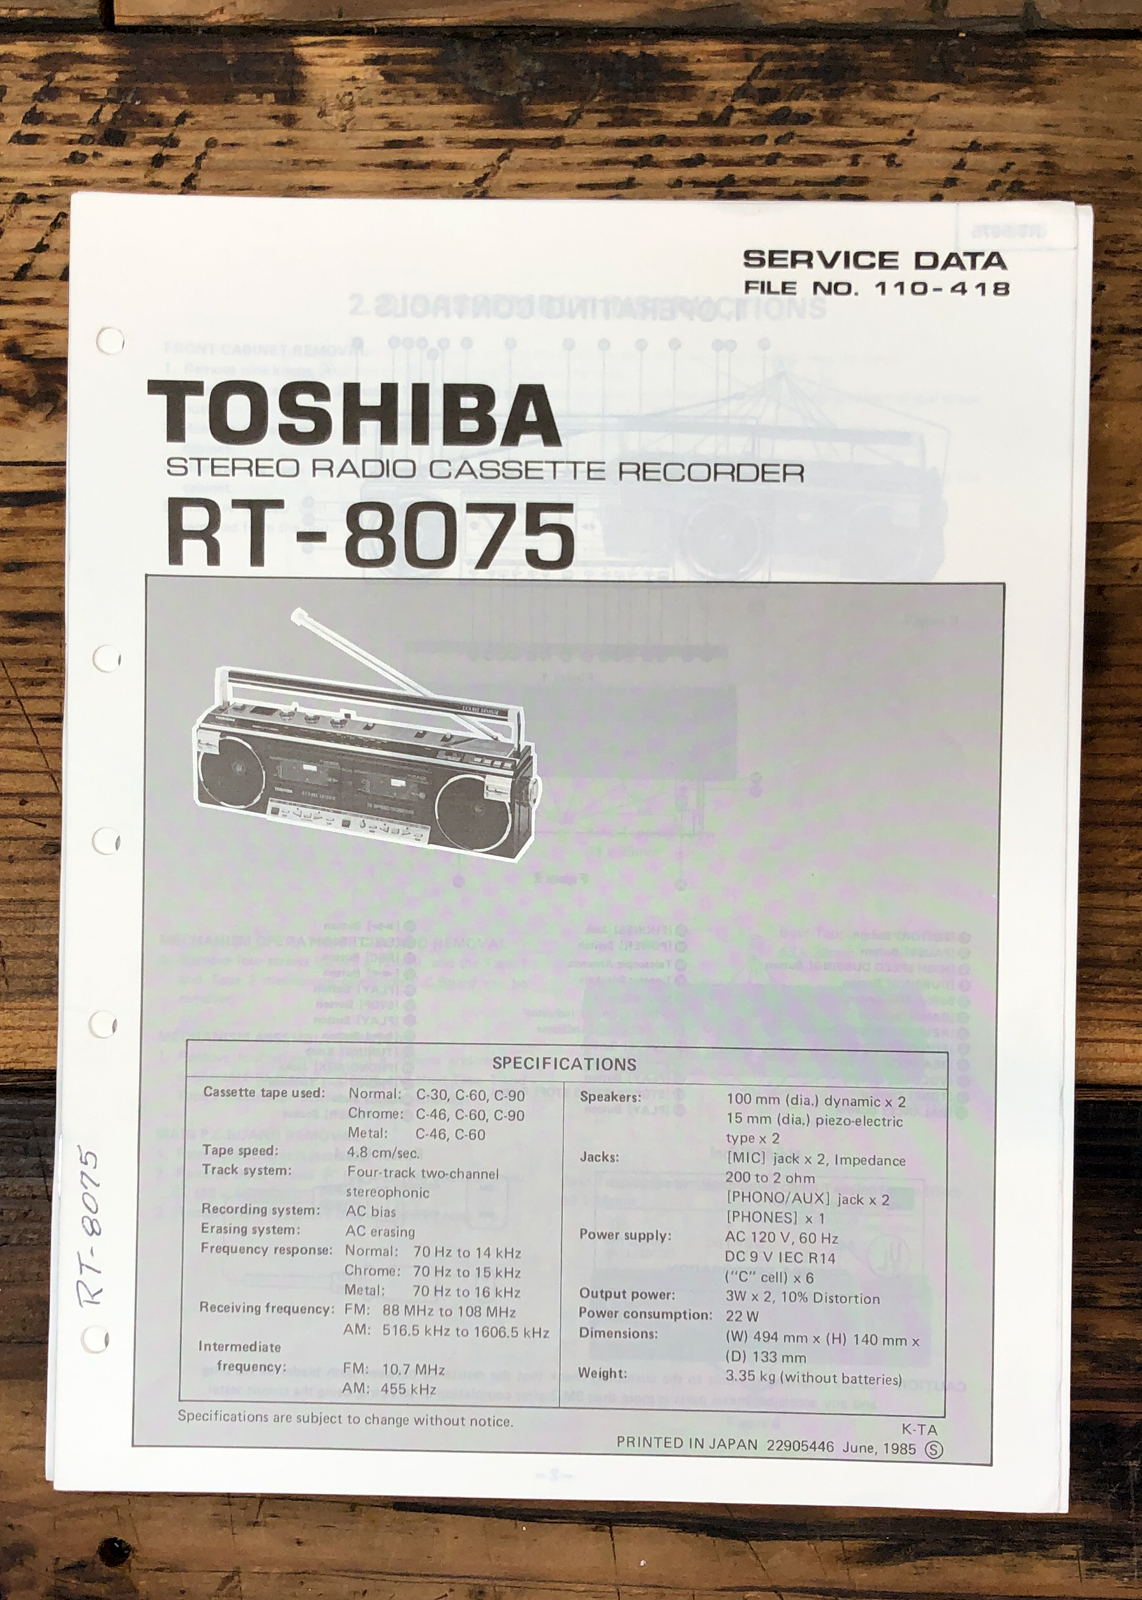 SERVICE DATA
FILE NO. 110-418
TOSHIBA
STEREO RADIO CASSETTE RECORDER
RT-8075
SPECIFICATIONS
Cassette tape used: Normal: C-30, C-60, C-90
Chrome: C-46, C-60, C-90
Metal: C-46, C-60
Tape speed: 4.8 cm/sec.
Track system: Four-track two-channel
stereophonic
Recording system: AC bias
Erasing system: AC erasing
Frequency response: Normal: 70 Hz to 14 kHz
Chrome: 70 Hz to 15 kHz
Metal: 70 Hz to 16 kHz
Receiving frequency: FM: 88 MHz to 108 MHz
AM: 516.5 kHz to 1606.5 kHz
Intermediate
frequency: FM: 10.7 MHz
AM: 455 kHz
Speakers: 100 mm (dia.) dynamic x 2
15 mm (dia.) piezo-electric
type x 2
Jacks: [MIC] jack x 2, Impedance
200 to 2 ohm
[PHONO/AUX] jack x 2
[PHONES] x 1
Power supply: AC 120 V, 60 Hz
DC 9 V IEC R14
("C" cell) x 6
Output power: 3W x 2, 10% Distortion
Power consumption: 22 W
Dimensions: (W) 494 mm x (H) 140 mm x
(D) 133 mm
Weight: 3.35 kg (without batteries)
Specifications are subject to change without notice.
K-TA
PRINTED IN JAPAN 22905446 June, 1985 Ⓢ
RT-8075